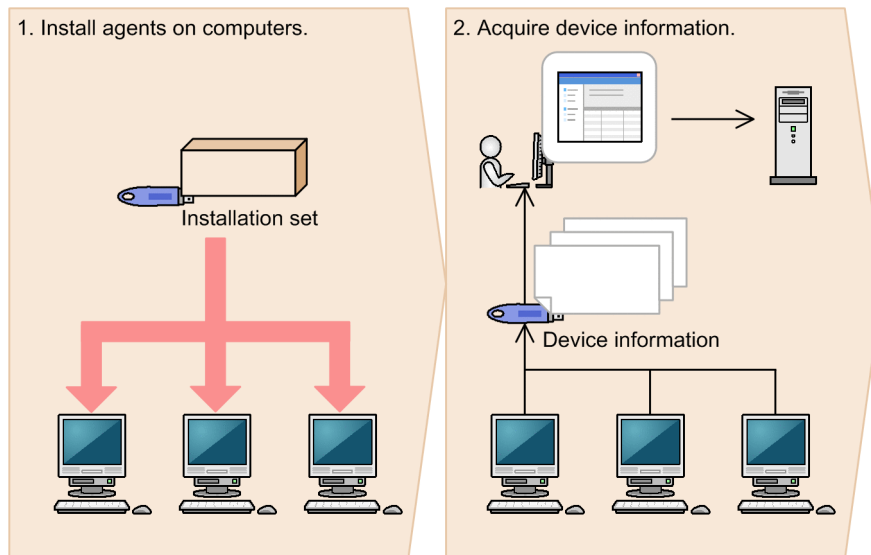 1. Install agents on computers.
Installation set
2. Acquire device information.
Device information